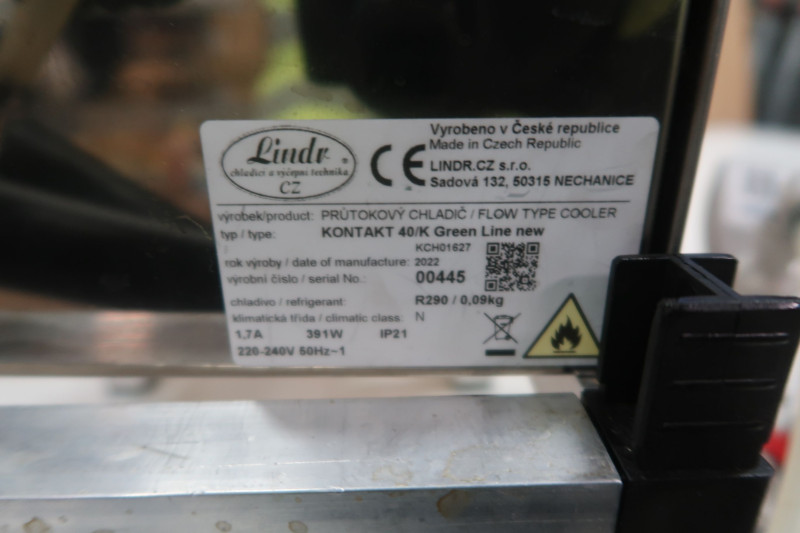 Lindr ®
chladicí a výčepní technika
CZ
CE
Vyrobeno v České republice
Made in Czech Republic
LINDR.CZ s.r.o.
Sadová 132, 50315 NECHANICE
výrobek/product: PRŮTOKOVÝ CHLADIČ / FLOW TYPE COOLER
typ / type: KONTAKT 40/K Green Line new
KCH01627
rok výroby / date of manufacture: 2022
výrobní číslo / serial No.: 00445
chladivo / refrigerant: R290 / 0,09kg
klimatická třída / climatic class: N
1,7A 391W IP21
220-240V 50Hz~1